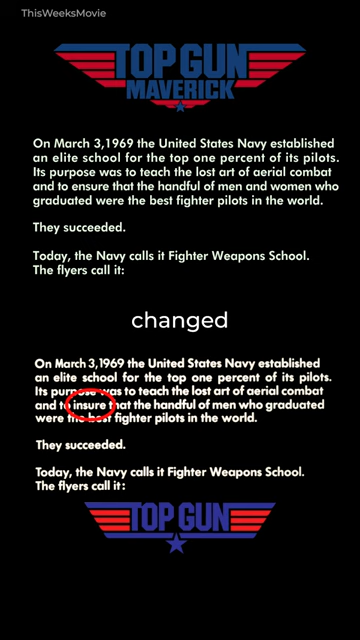 ThisWeeksMovie
TOP GUN
MAVERICK
On March 3,1969 the United States Navy established
an elite school for the top one percent of its pilots.
Its purpose was to teach the lost art of aerial combat
and to ensure that the handful of men and women who
graduated were the best fighter pilots in the world.
They succeeded.
Today, the Navy calls it Fighter Weapons School.
The flyers call it:
changed
On March 3,1969 the United States Navy established
an elite school for the top one percent of its pilots.
Its purpose was to teach the lost art of aerial combat
and to insure that the handful of men who graduated
were the best fighter pilots in the world.
They succeeded.
Today, the Navy calls it Fighter Weapons School.
The flyers call it:
TOP GUN